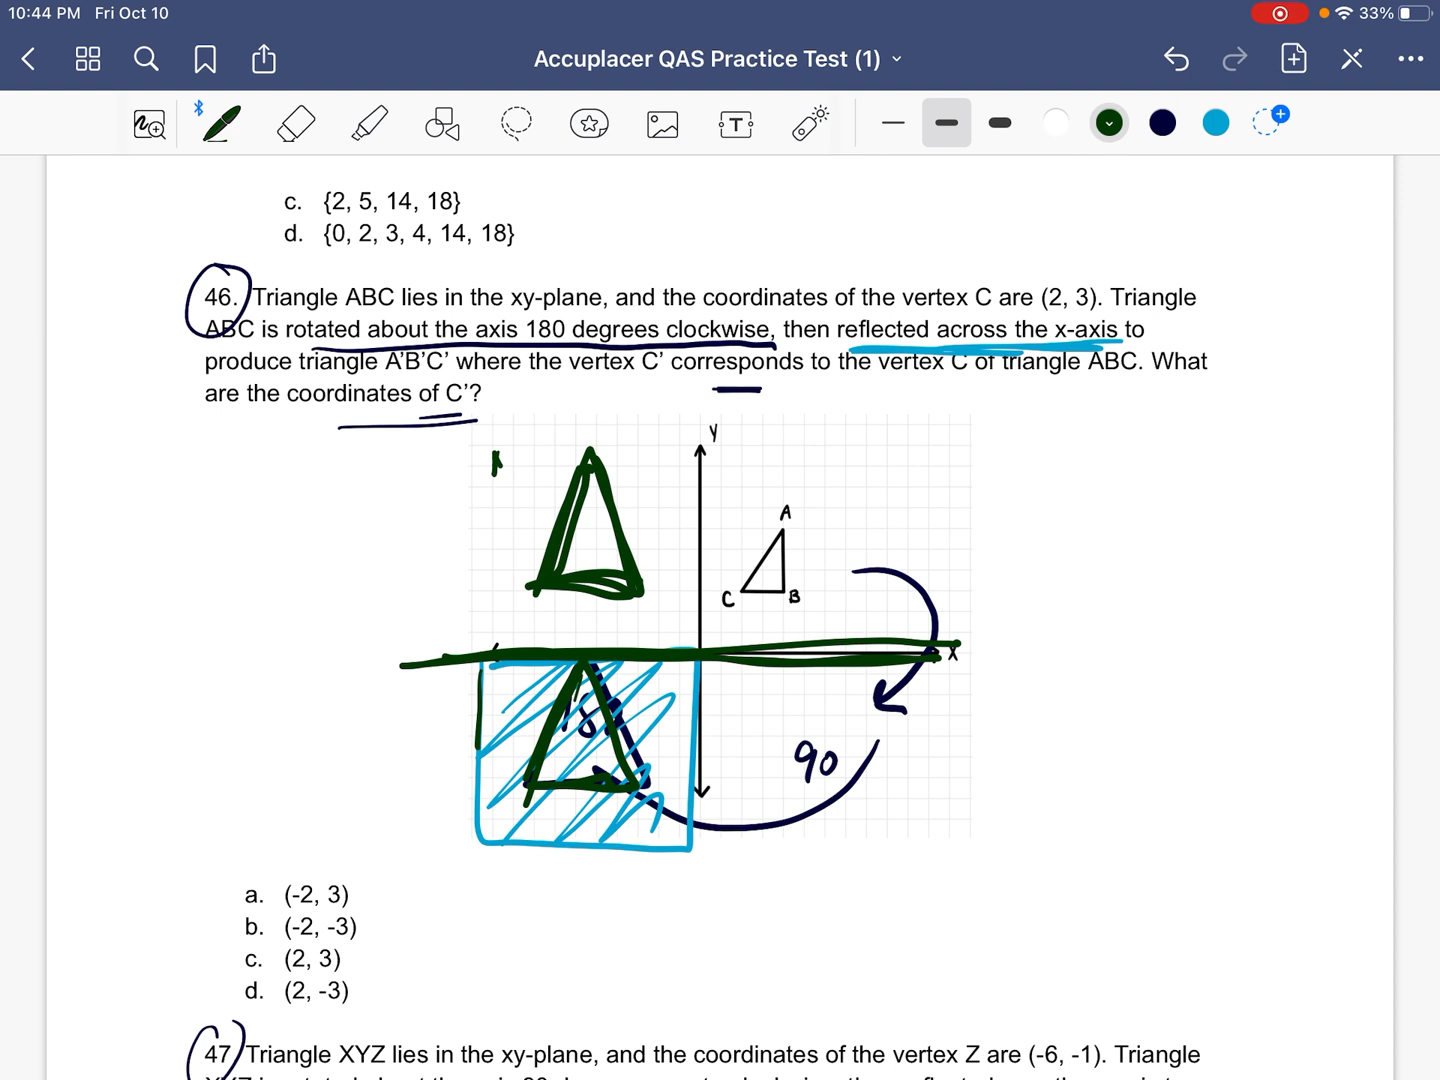 10:44 PM Fri Oct 10
33%
Accuplacer QAS Practice Test (1)
T
c. {2, 5, 14, 18}
d. {0, 2, 3, 4, 14, 18}
46. Triangle ABC lies in the xy-plane, and the coordinates of the vertex C are (2, 3). Triangle
ABC is rotated about the axis 180 degrees clockwise, then reflected across the x-axis to
produce triangle A’B’C’ where the vertex C’ corresponds to the vertex C of triangle ABC. What
are the coordinates of C’?
Y
A
C B
X
90
a. (-2, 3)
b. (-2, -3)
c. (2, 3)
d. (2, -3)
47. Triangle XYZ lies in the xy-plane, and the coordinates of the vertex Z are (-6, -1). Triangle